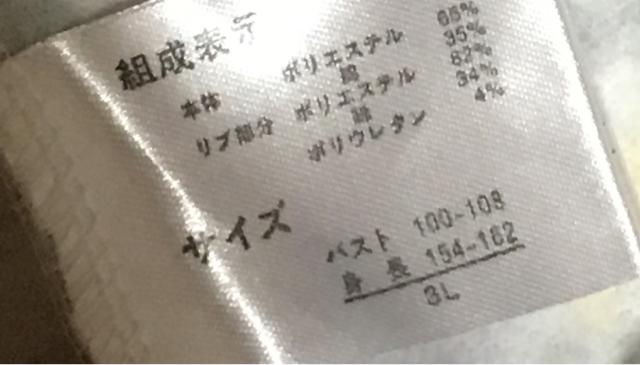 組成表示
本体 ポリエステル 65%
綿 35%
リブ部分 ポリエステル 62%
綿 34%
ポリウレタン 4%
サイズ
バスト 100-108
身長 154-162
3L